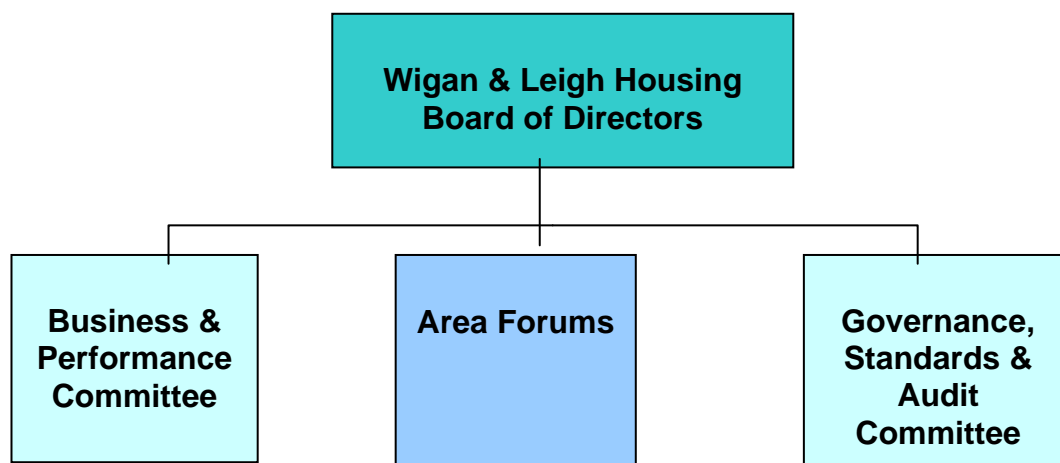 Wigan & Leigh Housing
Board of Directors
Business &
Performance
Committee
Area Forums
Governance,
Standards &
Audit
Committee